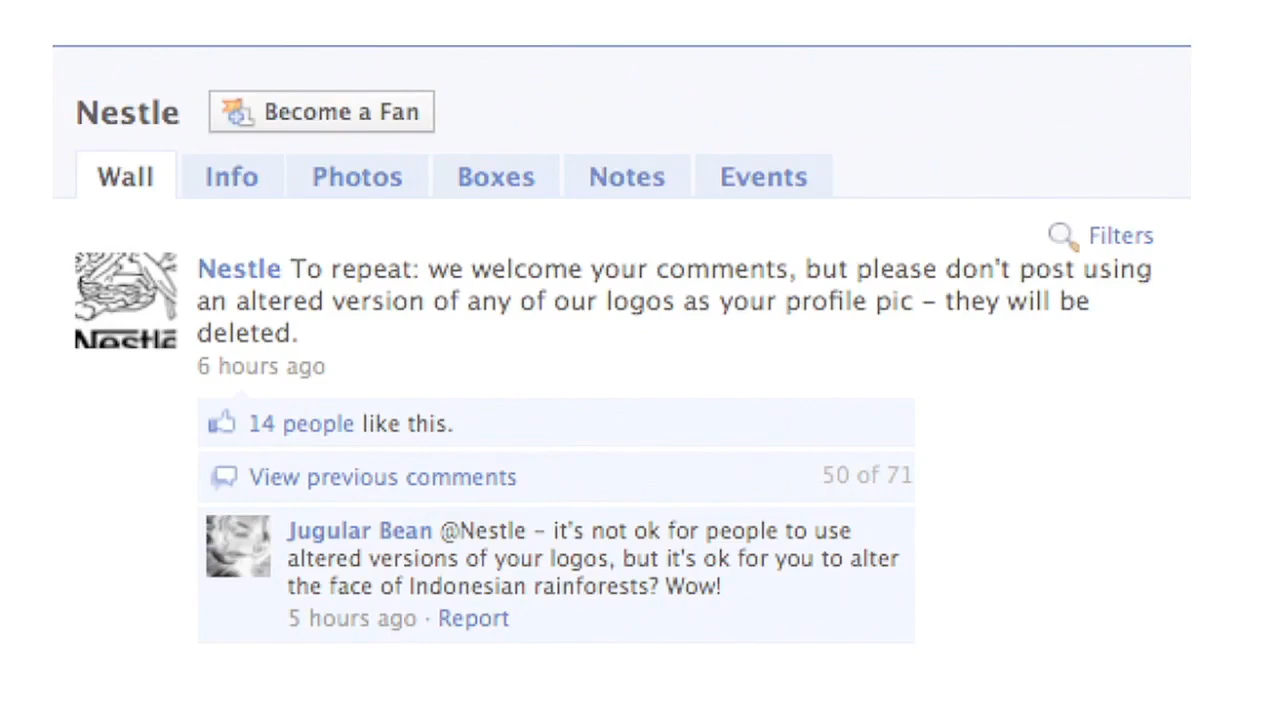 Nestle Become a Fan
Wall Info Photos Boxes Notes Events
Filters
Nestle To repeat: we welcome your comments, but please don't post using
an altered version of any of our logos as your profile pic – they will be
deleted.
Nestlé
6 hours ago
14 people like this.
View previous comments 50 of 71
Jugular Bean @Nestle – it's not ok for people to use
altered versions of your logos, but it's ok for you to alter
the face of Indonesian rainforests? Wow!
5 hours ago · Report